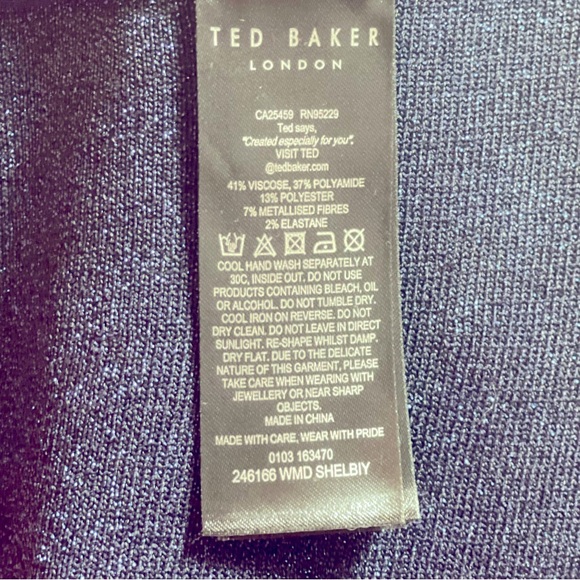 TED BAKER
LONDON
CA25459 RN95229
Ted says,
"Created especially for you".
VISIT TED
@tedbaker.com
41% VISCOSE, 37% POLYAMIDE
13% POLYESTER
7% METALLISED FIBRES
2% ELASTANE
COOL HAND WASH SEPARATELY AT
30C, INSIDE OUT. DO NOT USE
PRODUCTS CONTAINING BLEACH, OIL
OR ALCOHOL. DO NOT TUMBLE DRY.
COOL IRON ON REVERSE. DO NOT
DRY CLEAN. DO NOT LEAVE IN DIRECT
SUNLIGHT. RE-SHAPE WHILST DAMP.
DRY FLAT. DUE TO THE DELICATE
NATURE OF THIS GARMENT, PLEASE
TAKE CARE WHEN WEARING WITH
JEWELLERY OR NEAR SHARP
OBJECTS.
MADE IN CHINA
MADE WITH CARE, WEAR WITH PRIDE
0103 163470
246166 WMD SHELBIY